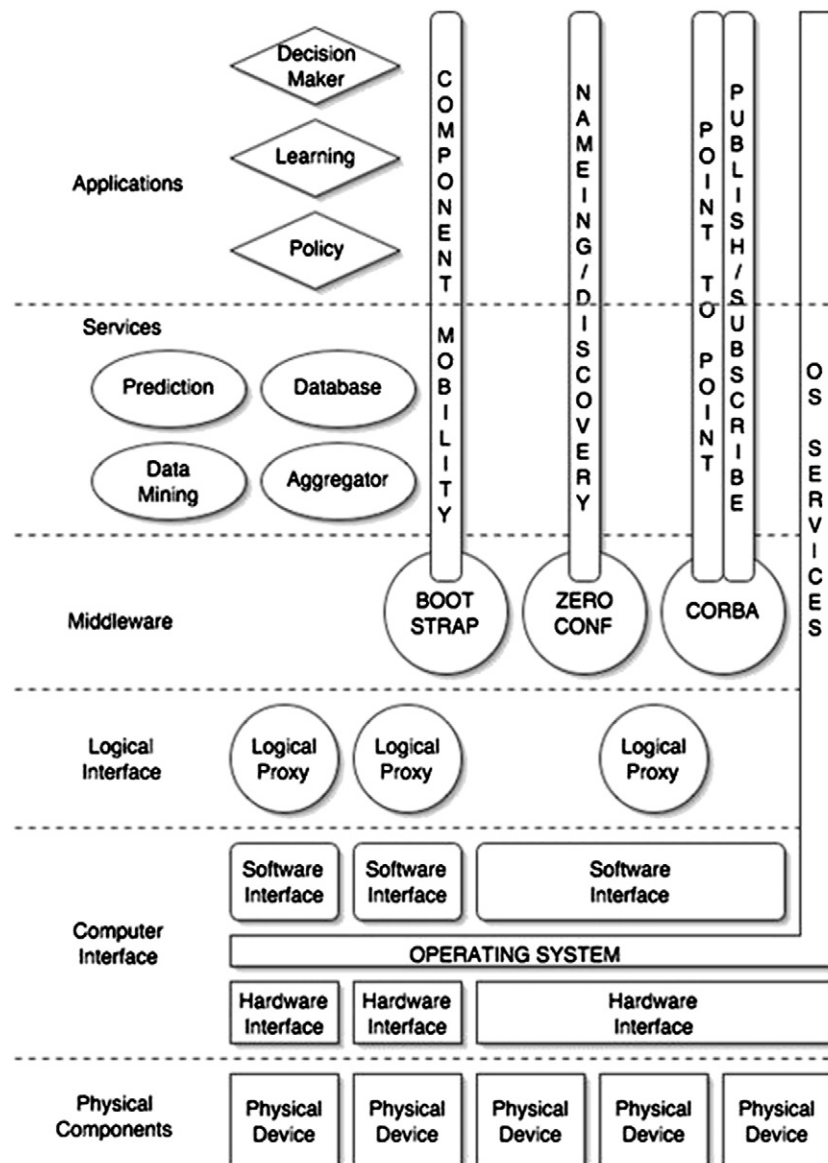 Decision
Maker
Learning
Applications
Policy
COMPONENT MOBILITY
NAMEING/DISCOVERY
POINT TO POINT
PUBLISH/SUBSCRIBE
OS SERVICES
Services
Prediction
Database
Data
Mining
Aggregator
Middleware
BOOT
STRAP
ZERO
CONF
CORBA
Logical
Interface
Logical
Proxy
Logical
Proxy
Logical
Proxy
Computer
Interface
Software
Interface
Software
Interface
Software
Interface
OPERATING SYSTEM
Hardware
Interface
Hardware
Interface
Hardware
Interface
Physical
Components
Physical
Device
Physical
Device
Physical
Device
Physical
Device
Physical
Device